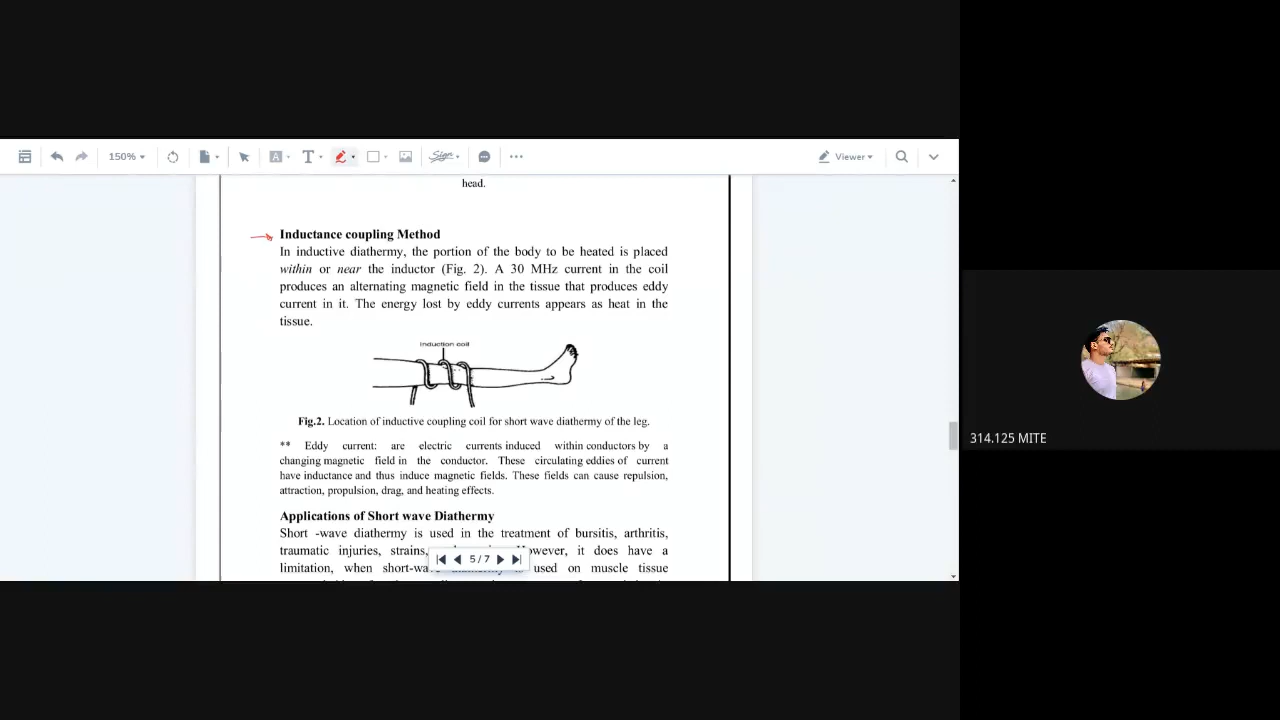 150%
A
T
Sign
Viewer
head.
Inductance coupling Method
In inductive diathermy, the portion of the body to be heated is placed
within or near the inductor (Fig. 2). A 30 MHz current in the coil
produces an alternating magnetic field in the tissue that produces eddy
current in it. The energy lost by eddy currents appears as heat in the
tissue.
Induction coil
Fig.2. Location of inductive coupling coil for short wave diathermy of the leg.
** Eddy current: are electric currents induced within conductors by a
changing magnetic field in the conductor. These circulating eddies of current
have inductance and thus induce magnetic fields. These fields can cause repulsion,
attraction, propulsion, drag, and heating effects.
Applications of Short wave Diathermy
Short -wave diathermy is used in the treatment of bursitis, arthritis,
traumatic injuries, strains, it does have a
5 / 7
limitation, when used on muscle tissue
314.125 MITE